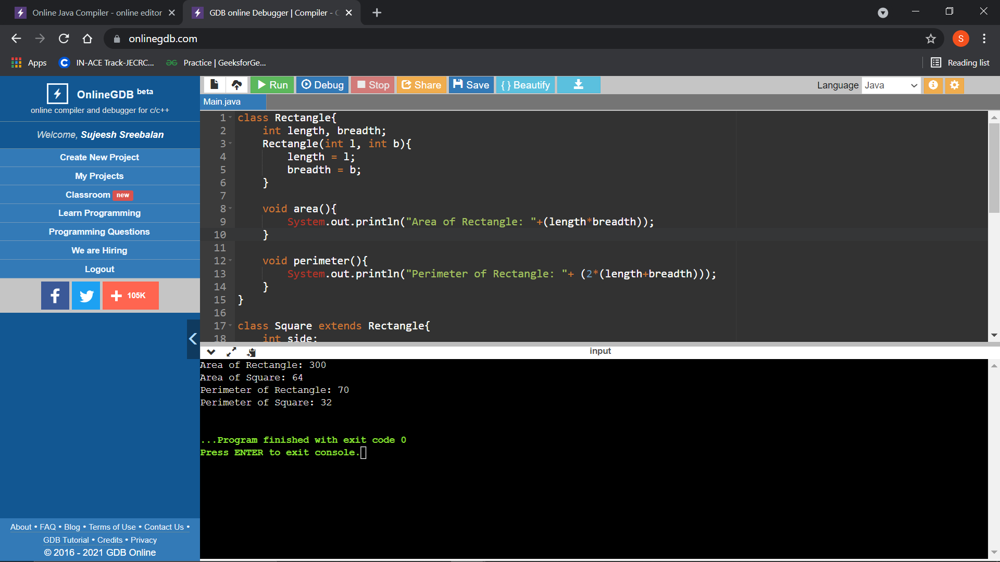 Online Java Compiler - online editor
GDB online Debugger | Compiler -
onlinegdb.com
S
Apps
IN-ACE Track-JECRC...
Practice | GeeksforGe...
Reading list
OnlineGDB beta
online compiler and debugger for c/c++
Welcome, Sujeesh Sreebalan
Create New Project
My Projects
Classroom new
Learn Programming
Programming Questions
We are Hiring
Logout
105K
About • FAQ • Blog • Terms of Use • Contact Us •
GDB Tutorial • Credits • Privacy
© 2016 - 2021 GDB Online
Run Debug Stop Share Save { } Beautify
Language Java
Main.java
1 class Rectangle{
2     int length, breadth;
3     Rectangle(int l, int b){
4         length = l;
5         breadth = b;
6     }
7
8     void area(){
9         System.out.println("Area of Rectangle: "+(length*breadth));
10     }
11
12     void perimeter(){
13         System.out.println("Perimeter of Rectangle: "+ (2*(length+breadth)));
14     }
15 }
16
17 class Square extends Rectangle{
18     int side;
input
Area of Rectangle: 300
Area of Square: 64
Perimeter of Rectangle: 70
Perimeter of Square: 32
...Program finished with exit code 0
Press ENTER to exit console.